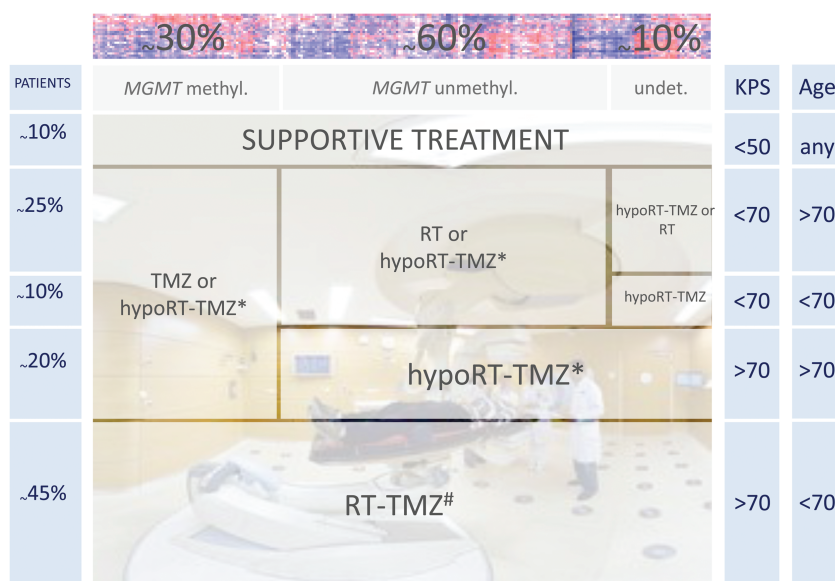 ~30% ~60% ~10%
PATIENTS MGMT methyl. MGMT unmethyl. undet. KPS Age
~10% SUPPORTIVE TREATMENT <50 any
~25% <70 >70
hypoRT-TMZ or
RT
RT or
hypoRT-TMZ*
TMZ or
hypoRT-TMZ*
~10% hypoRT-TMZ <70 <70
~20% hypoRT-TMZ* >70 >70
~45% RT-TMZ# >70 <70